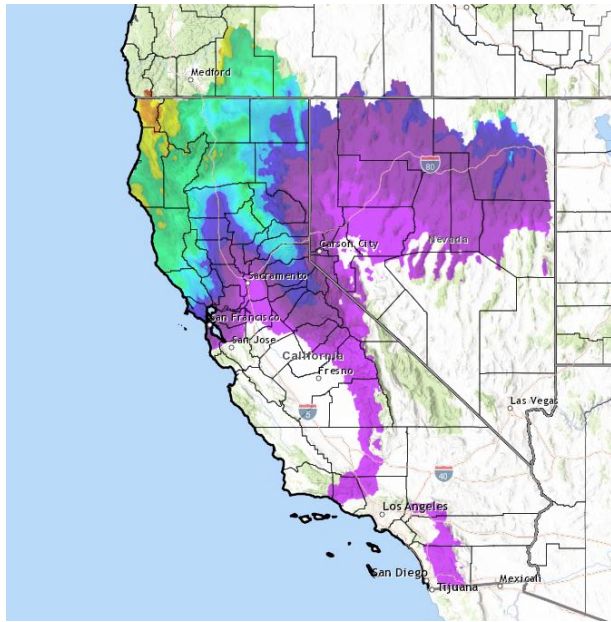 Medford
80
Carson City
Nevada
Sacramento
San Francisco
San Jose
California
Fresno
5
Las Vegas
40
Los Angeles
San Diego
Mexicali
Tijuana